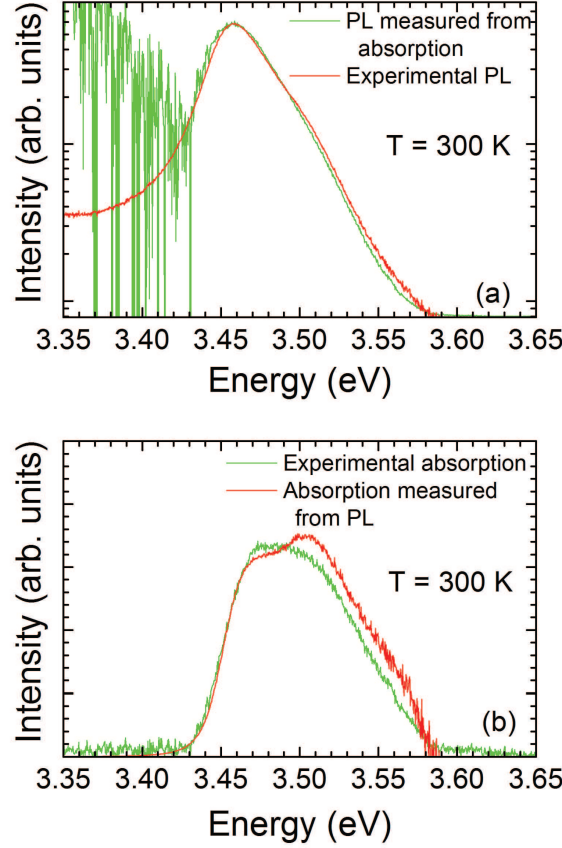 PL measured from
absorption
Experimental PL
T = 300 K
(a)
Intensity (arb. units)
3.35 3.40 3.45 3.50 3.55 3.60 3.65
Energy (eV)
Experimental absorption
Absorption measured
from PL
T = 300 K
(b)
Intensity (arb. units)
3.35 3.40 3.45 3.50 3.55 3.60 3.65
Energy (eV)